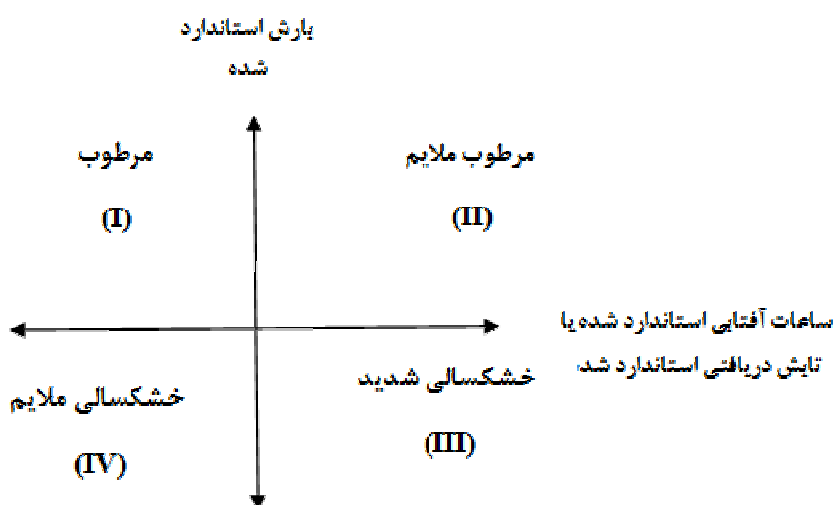 بارش استاندارد
شده
مرطوب
(I)
مرطوب ملایم
(II)
ساعات آفتابی استاندارد شده یا
تابش دریافتی استاندارد شد
خشکسالی شدید
(III)
خشکسالی ملایم
(IV)